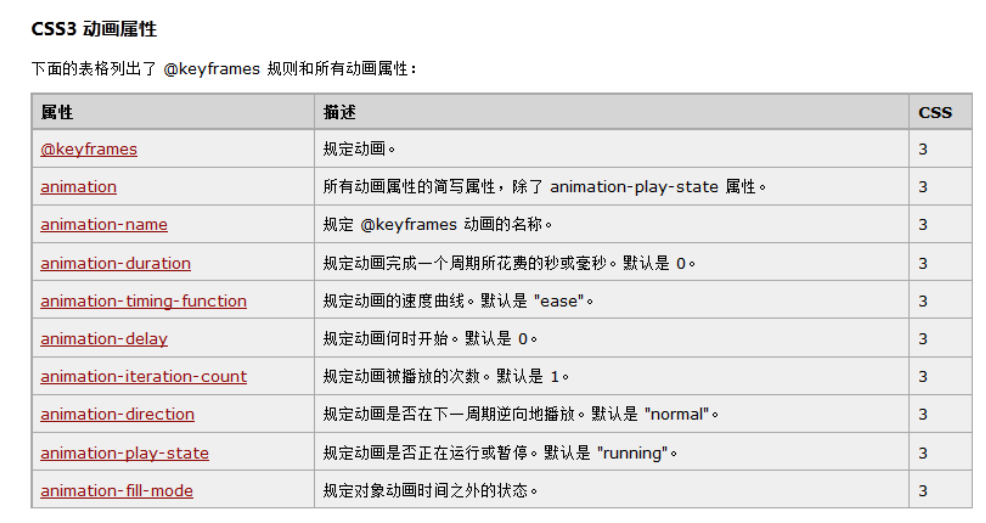 CSS3 动画属性
下面的表格列出了 @keyframes 规则和所有动画属性：
属性 描述 CSS
@keyframes 规定动画。 3
animation 所有动画属性的简写属性，除了 animation-play-state 属性。 3
animation-name 规定 @keyframes 动画的名称。 3
animation-duration 规定动画完成一个周期所花费的秒或毫秒。默认是 0。 3
animation-timing-function 规定动画的速度曲线。默认是 "ease"。 3
animation-delay 规定动画何时开始。默认是 0。 3
animation-iteration-count 规定动画被播放的次数。默认是 1。 3
animation-direction 规定动画是否在下一周期逆向地播放。默认是 "normal"。 3
animation-play-state 规定动画是否正在运行或暂停。默认是 "running"。 3
animation-fill-mode 规定对象动画时间之外的状态。 3